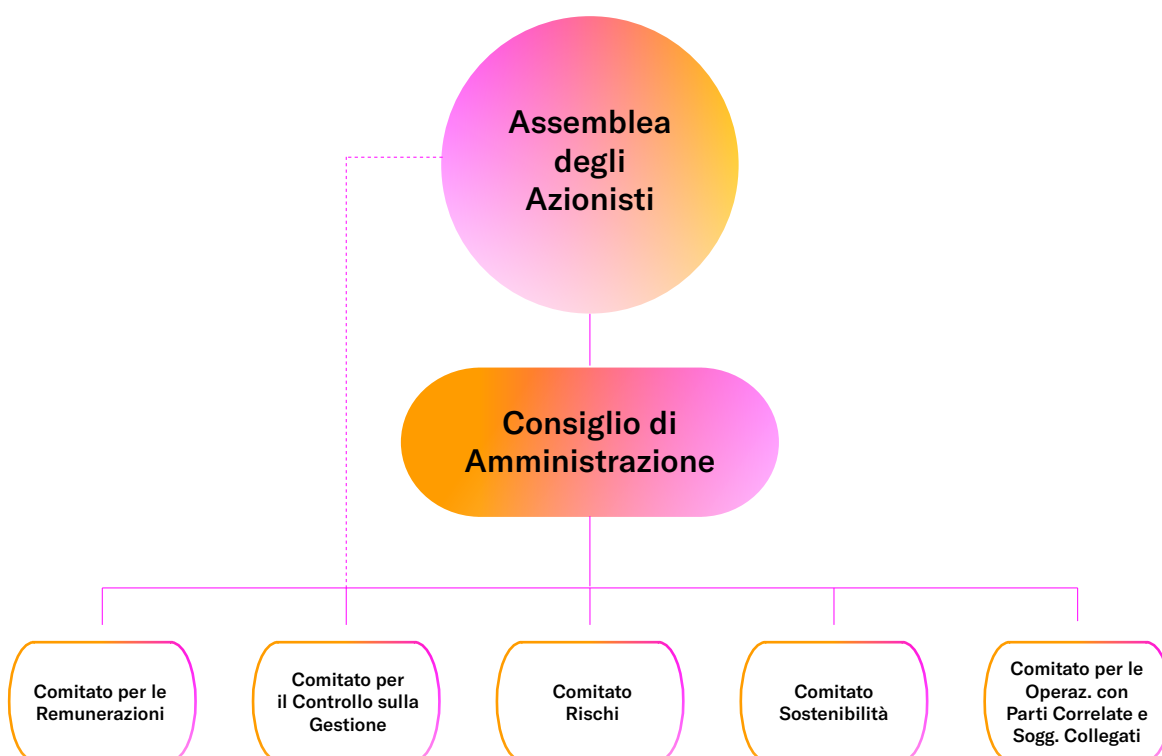 Assemblea
degli
Azionisti
Consiglio di
Amministrazione
Comitato per le
Remunerazioni
Comitato per
il Controllo sulla
Gestione
Comitato
Rischi
Comitato
Sostenibilità
Comitato per le
Operaz. con
Parti Correlate e
Sogg. Collegati